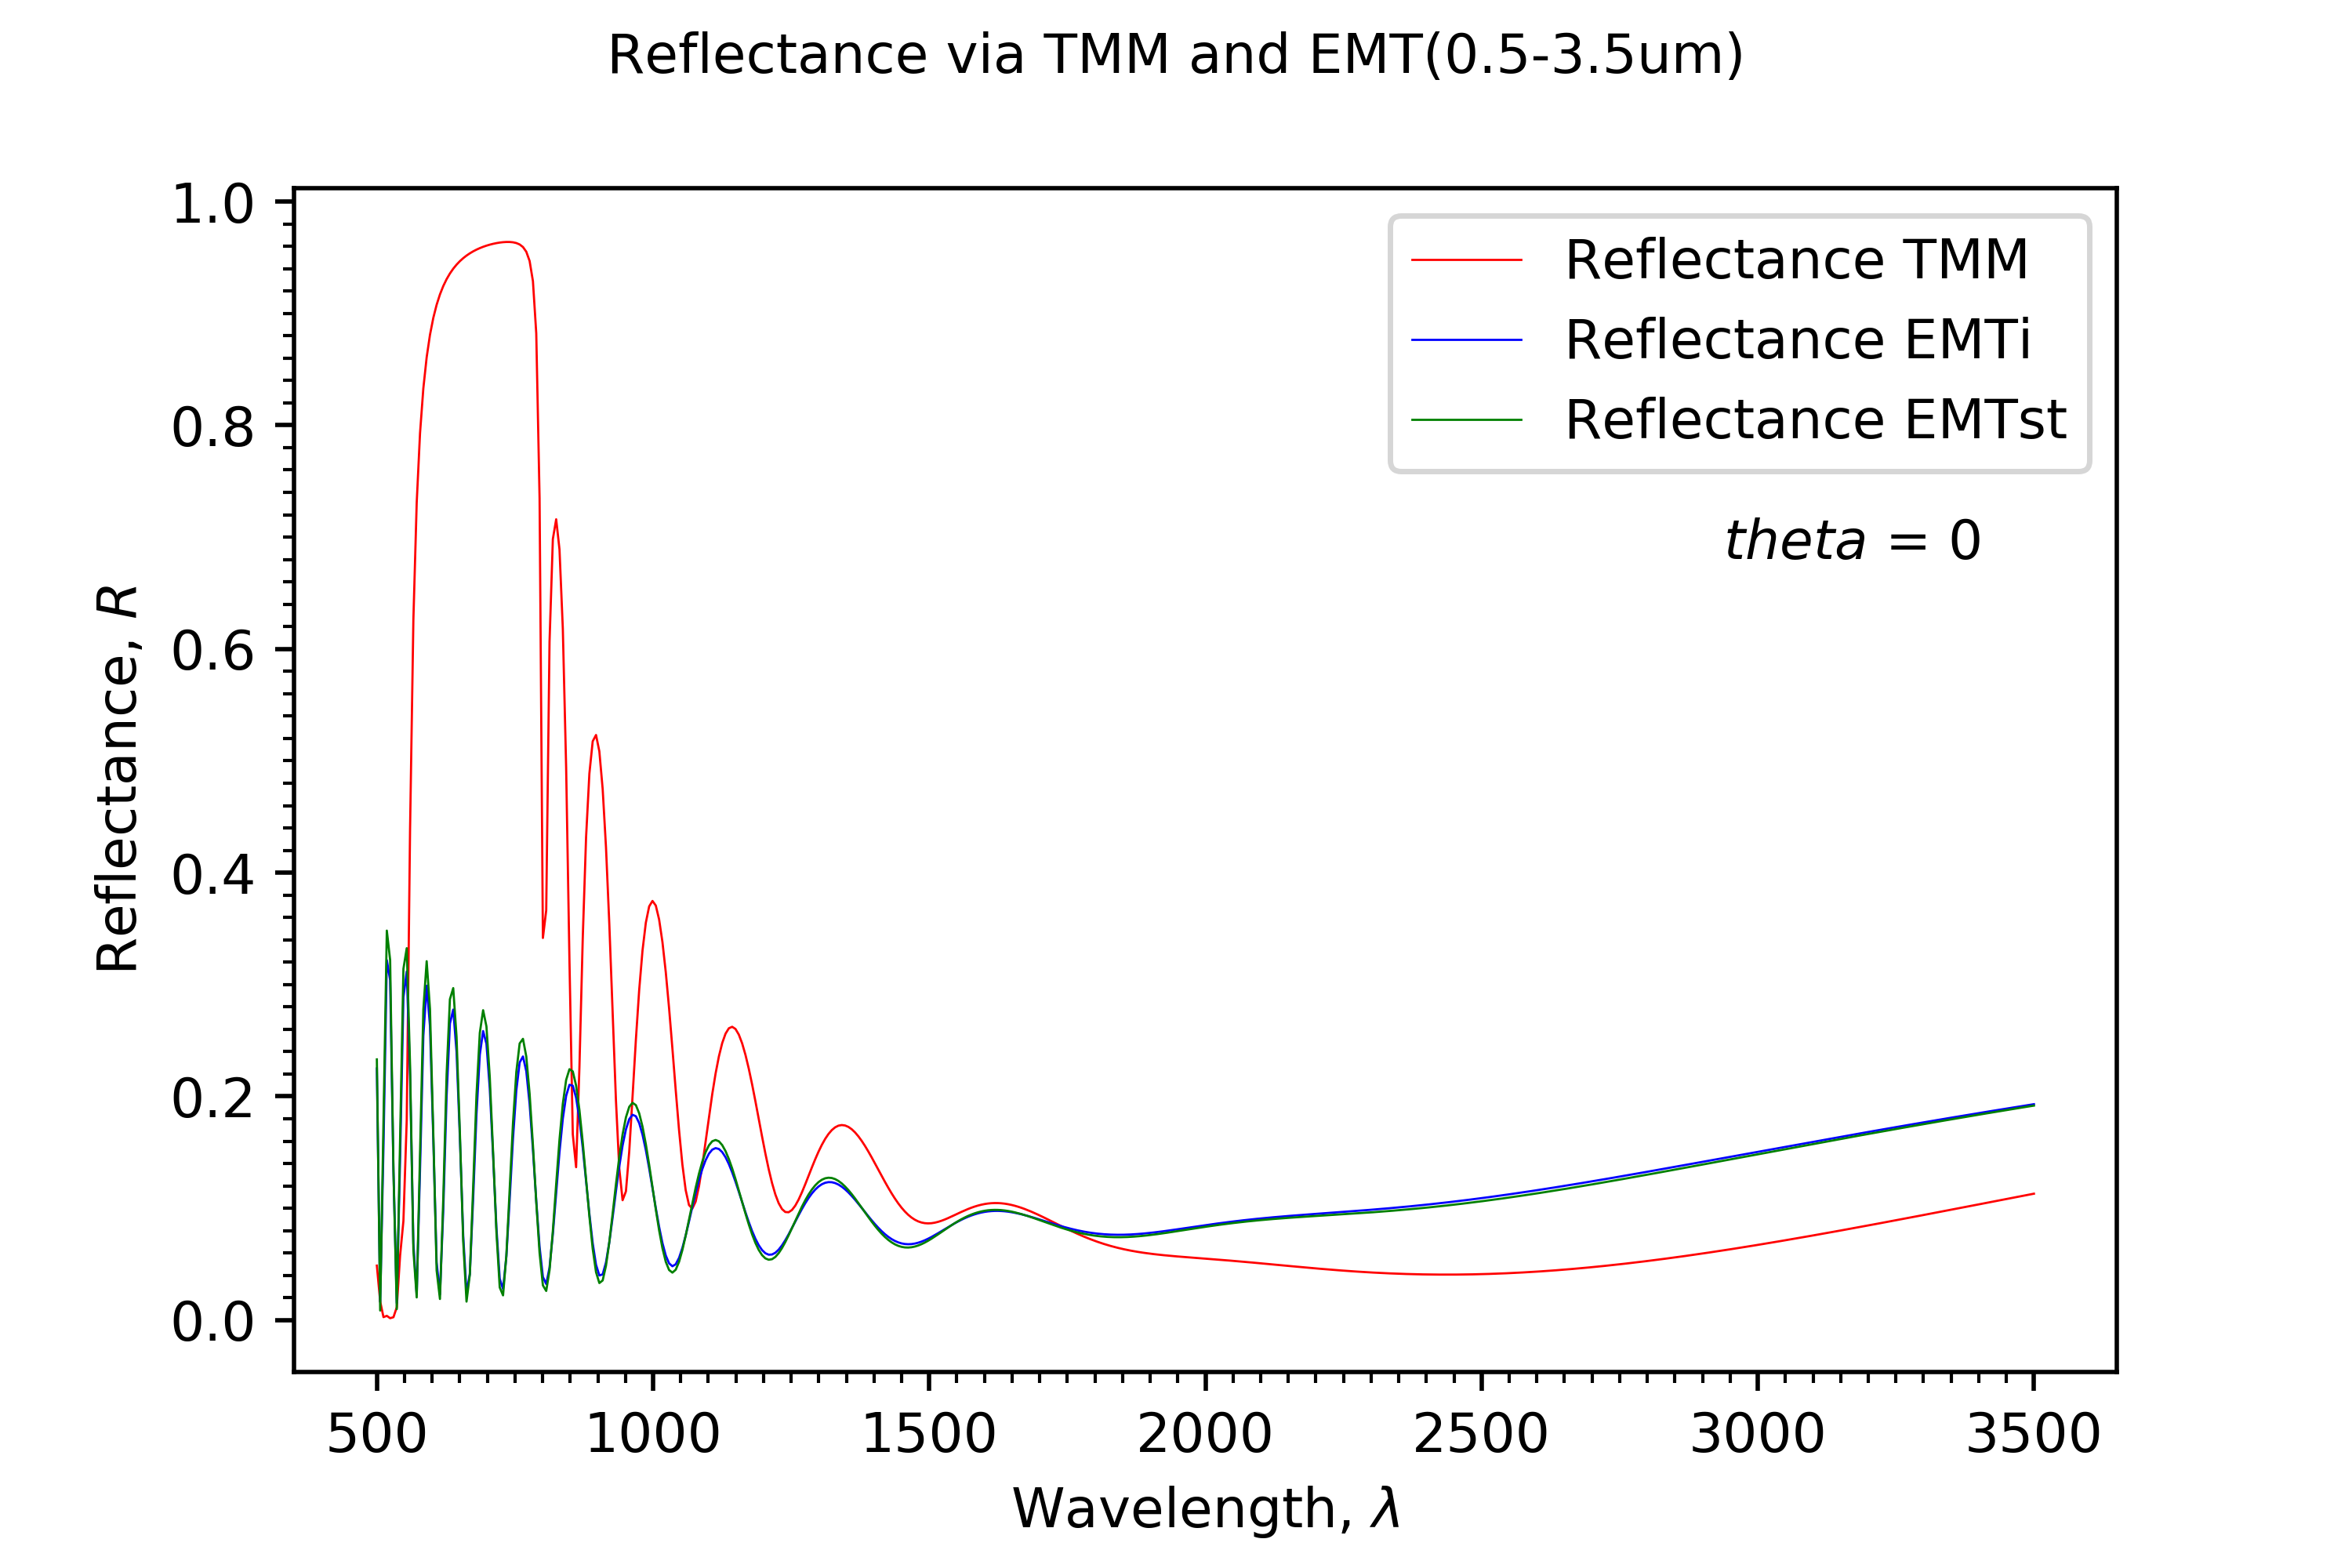 Reflectance via TMM and EMT(0.5-3.5um)
1.0
0.8
0.6
0.4
0.2
0.0
Reflectance, R
Reflectance TMM
Reflectance EMTi
Reflectance EMTst
theta = 0
500 1000 1500 2000 2500 3000 3500
Wavelength, λ